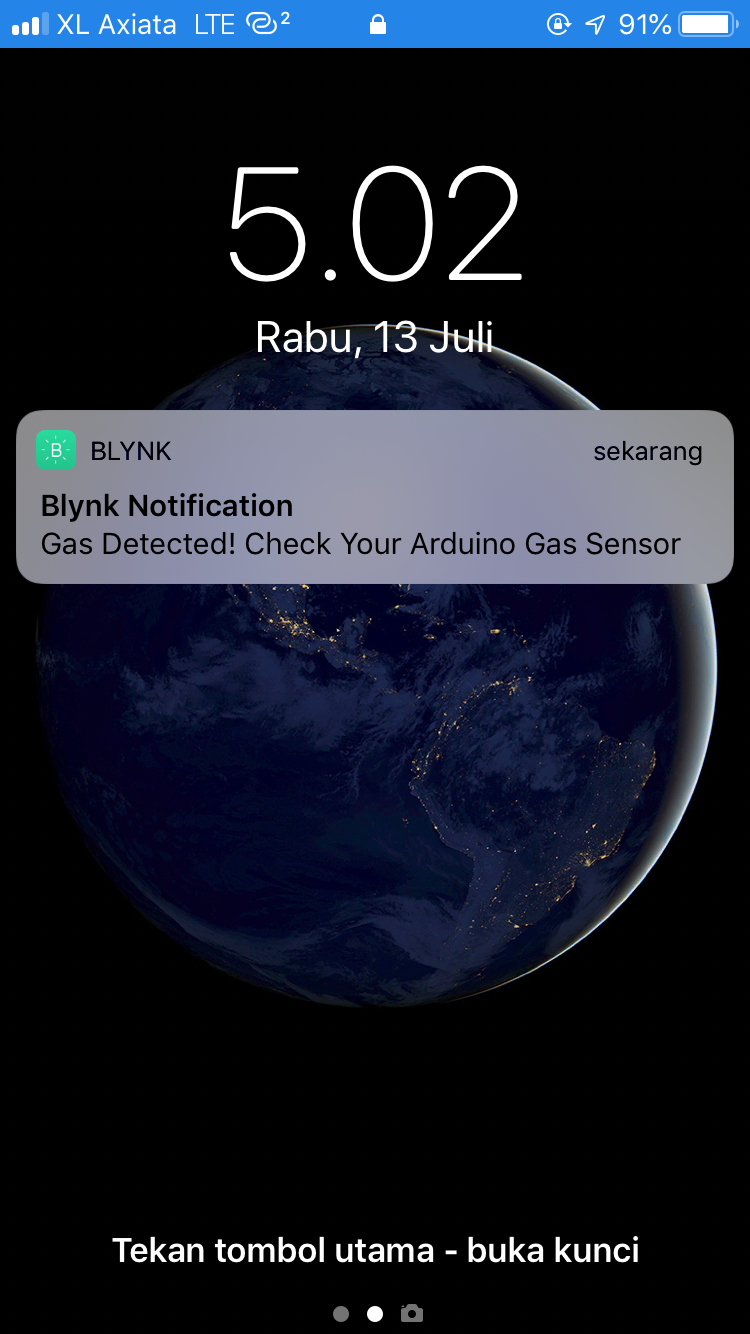 XL Axiata LTE 2 91%
5.02
Rabu, 13 Juli
B BLYNK sekarang
Blynk Notification
Gas Detected! Check Your Arduino Gas Sensor
Tekan tombol utama - buka kunci